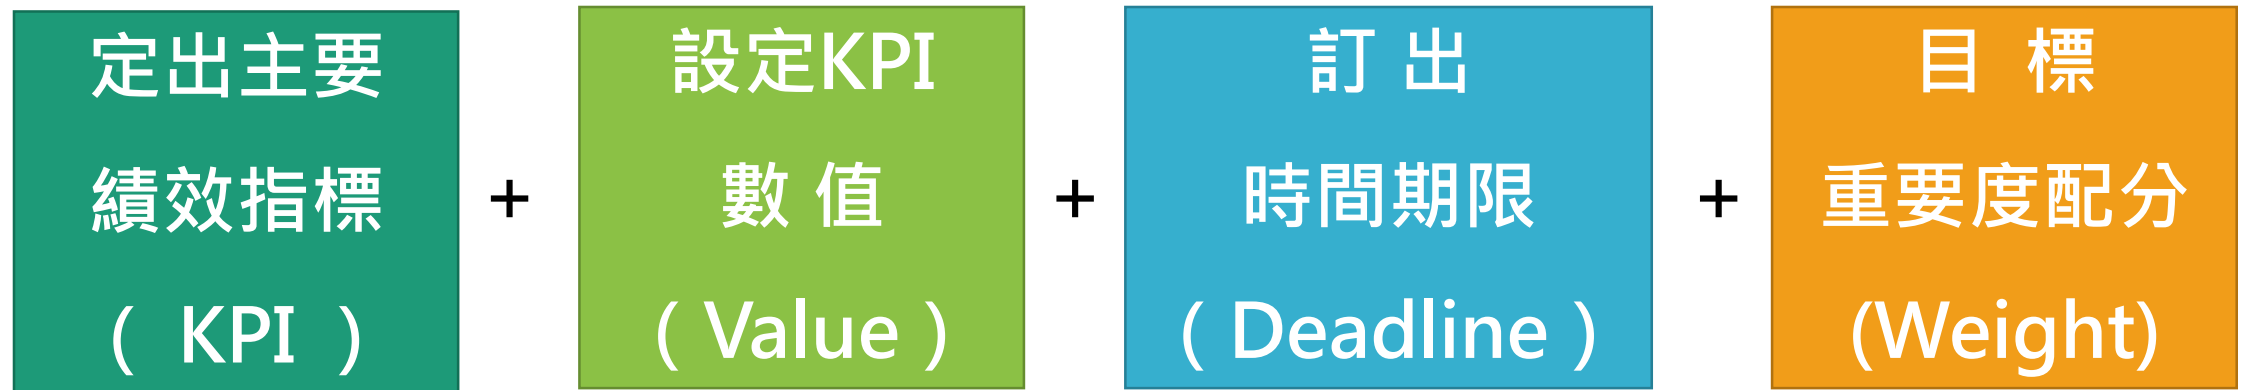 定出主要
績效指標
( KPI )
+
設定KPI
數 值
( Value )
+
訂 出
時間期限
( Deadline )
+
目 標
重要度配分
(Weight)